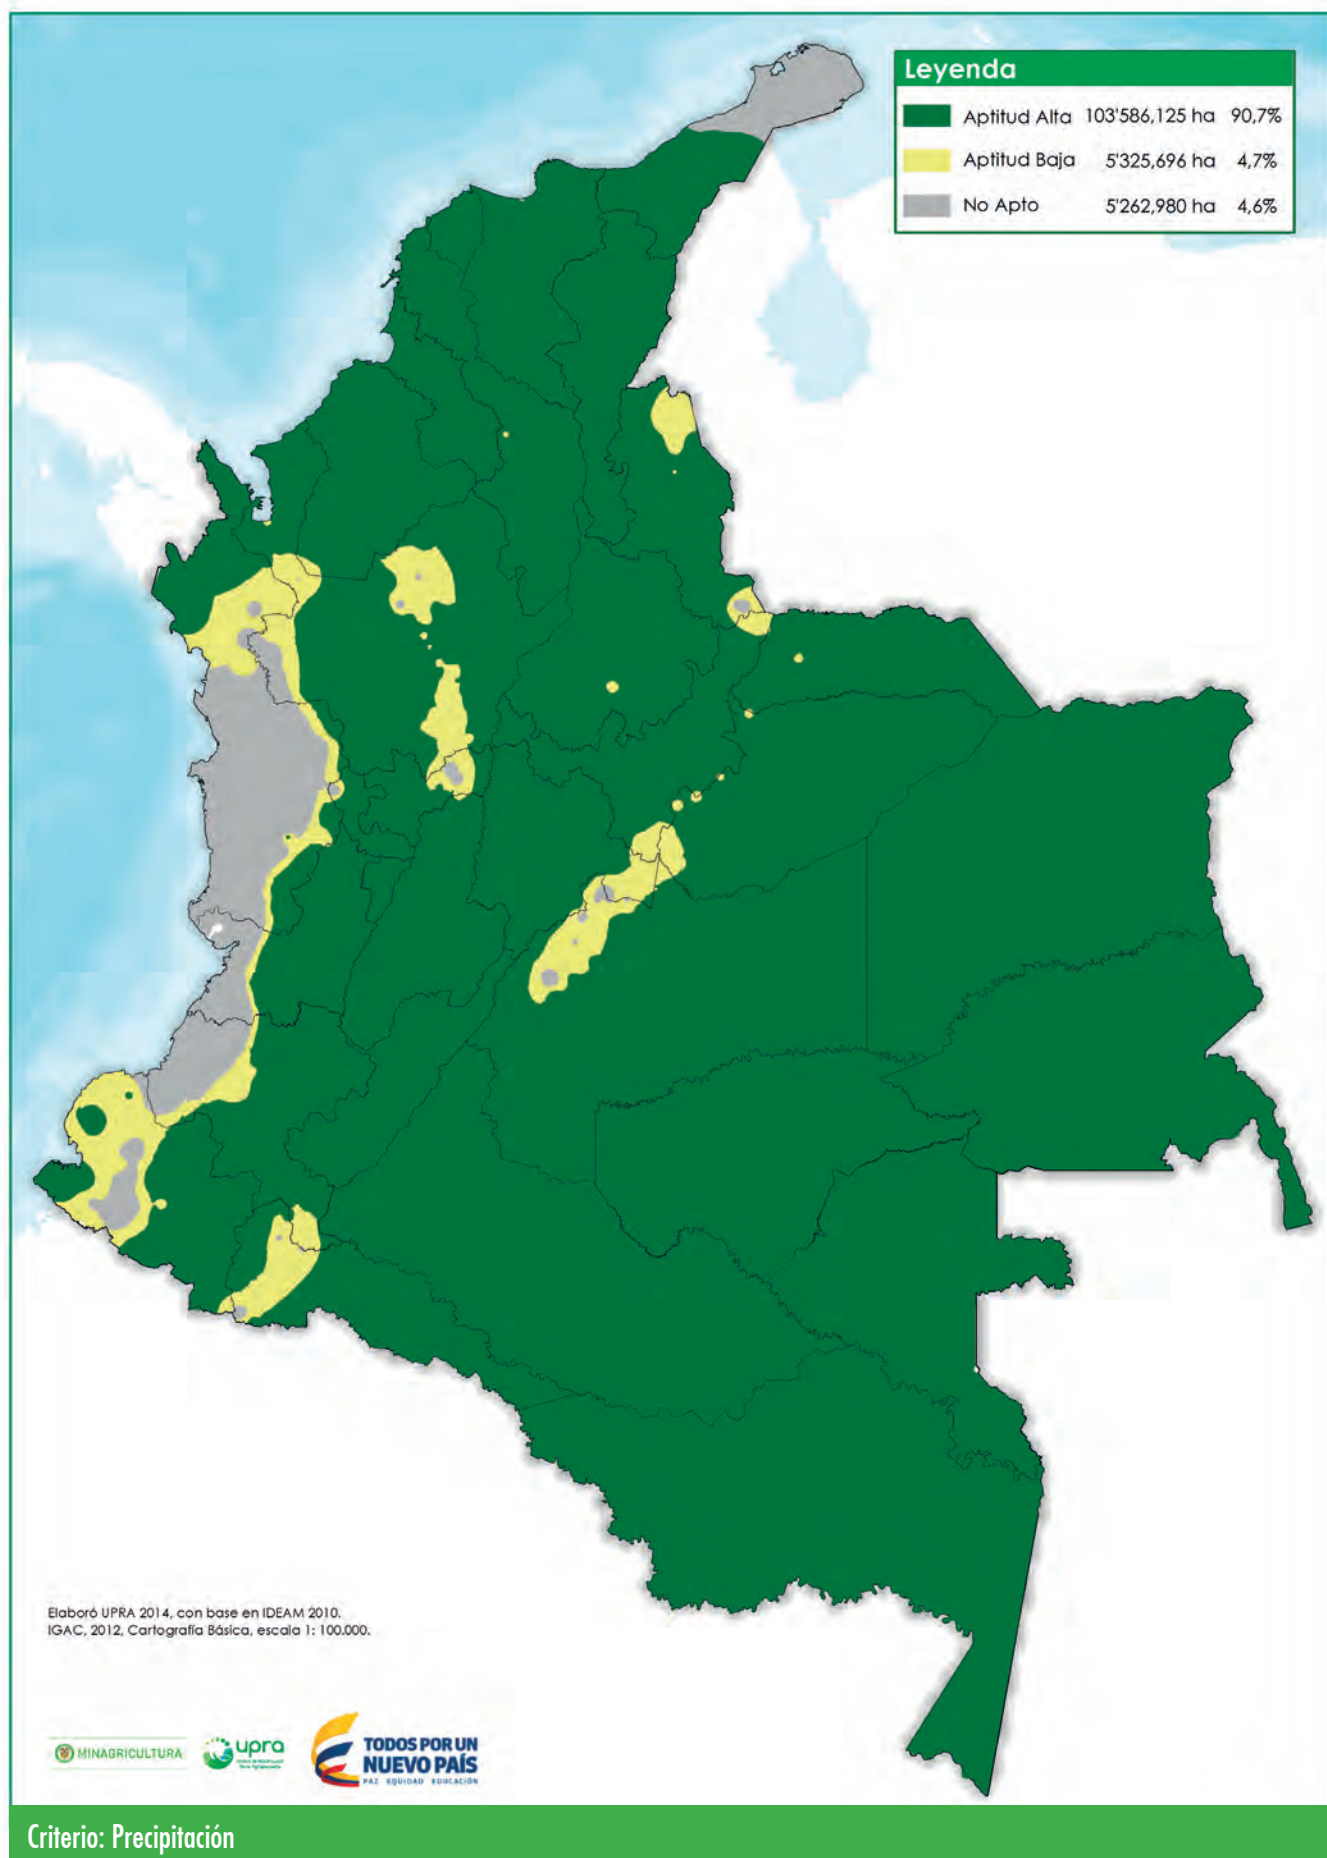 Leyenda
Aptitud Alta 103'586,125 ha 90,7%
Aptitud Baja 5'325,696 ha 4,7%
No Apto 5'262,980 ha 4,6%
Elaboró UPRA 2014, con base en IDEAM 2010.
IGAC, 2012, Cartografía Básica, escala 1: 100.000.
MINAGRICULTURA
upra
TODOS POR UN
NUEVO PAÍS
PAZ EQUIDAD EDUCACIÓN
Criterio: Precipitación